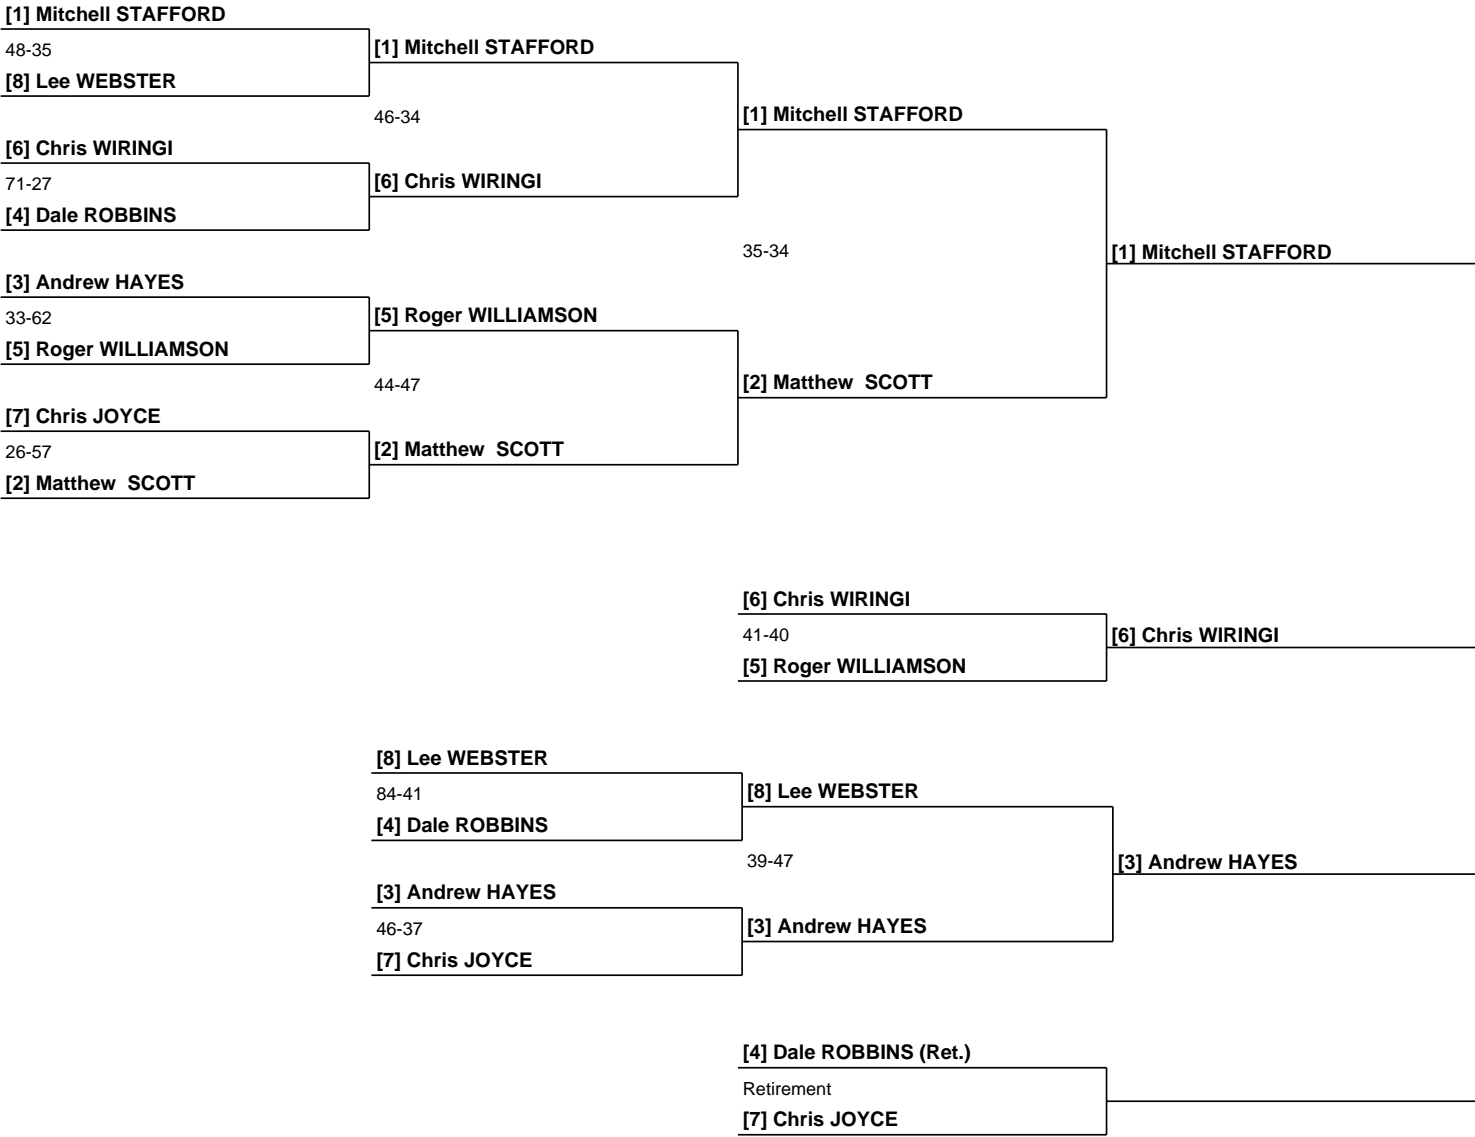 [1] Mitchell STAFFORD
48-35
[8] Lee WEBSTER
[1] Mitchell STAFFORD
46-34
[6] Chris WIRINGI
71-27
[4] Dale ROBBINS
[6] Chris WIRINGI
[1] Mitchell STAFFORD
35-34
[1] Mitchell STAFFORD
[3] Andrew HAYES
33-62
[5] Roger WILLIAMSON
[5] Roger WILLIAMSON
44-47
[7] Chris JOYCE
26-57
[2] Matthew  SCOTT
[2] Matthew  SCOTT
[2] Matthew  SCOTT
[6] Chris WIRINGI
41-40
[5] Roger WILLIAMSON
[6] Chris WIRINGI
[8] Lee WEBSTER
84-41
[4] Dale ROBBINS
[8] Lee WEBSTER
39-47
[3] Andrew HAYES
46-37
[7] Chris JOYCE
[3] Andrew HAYES
[3] Andrew HAYES
[4] Dale ROBBINS (Ret.)
Retirement
[7] Chris JOYCE